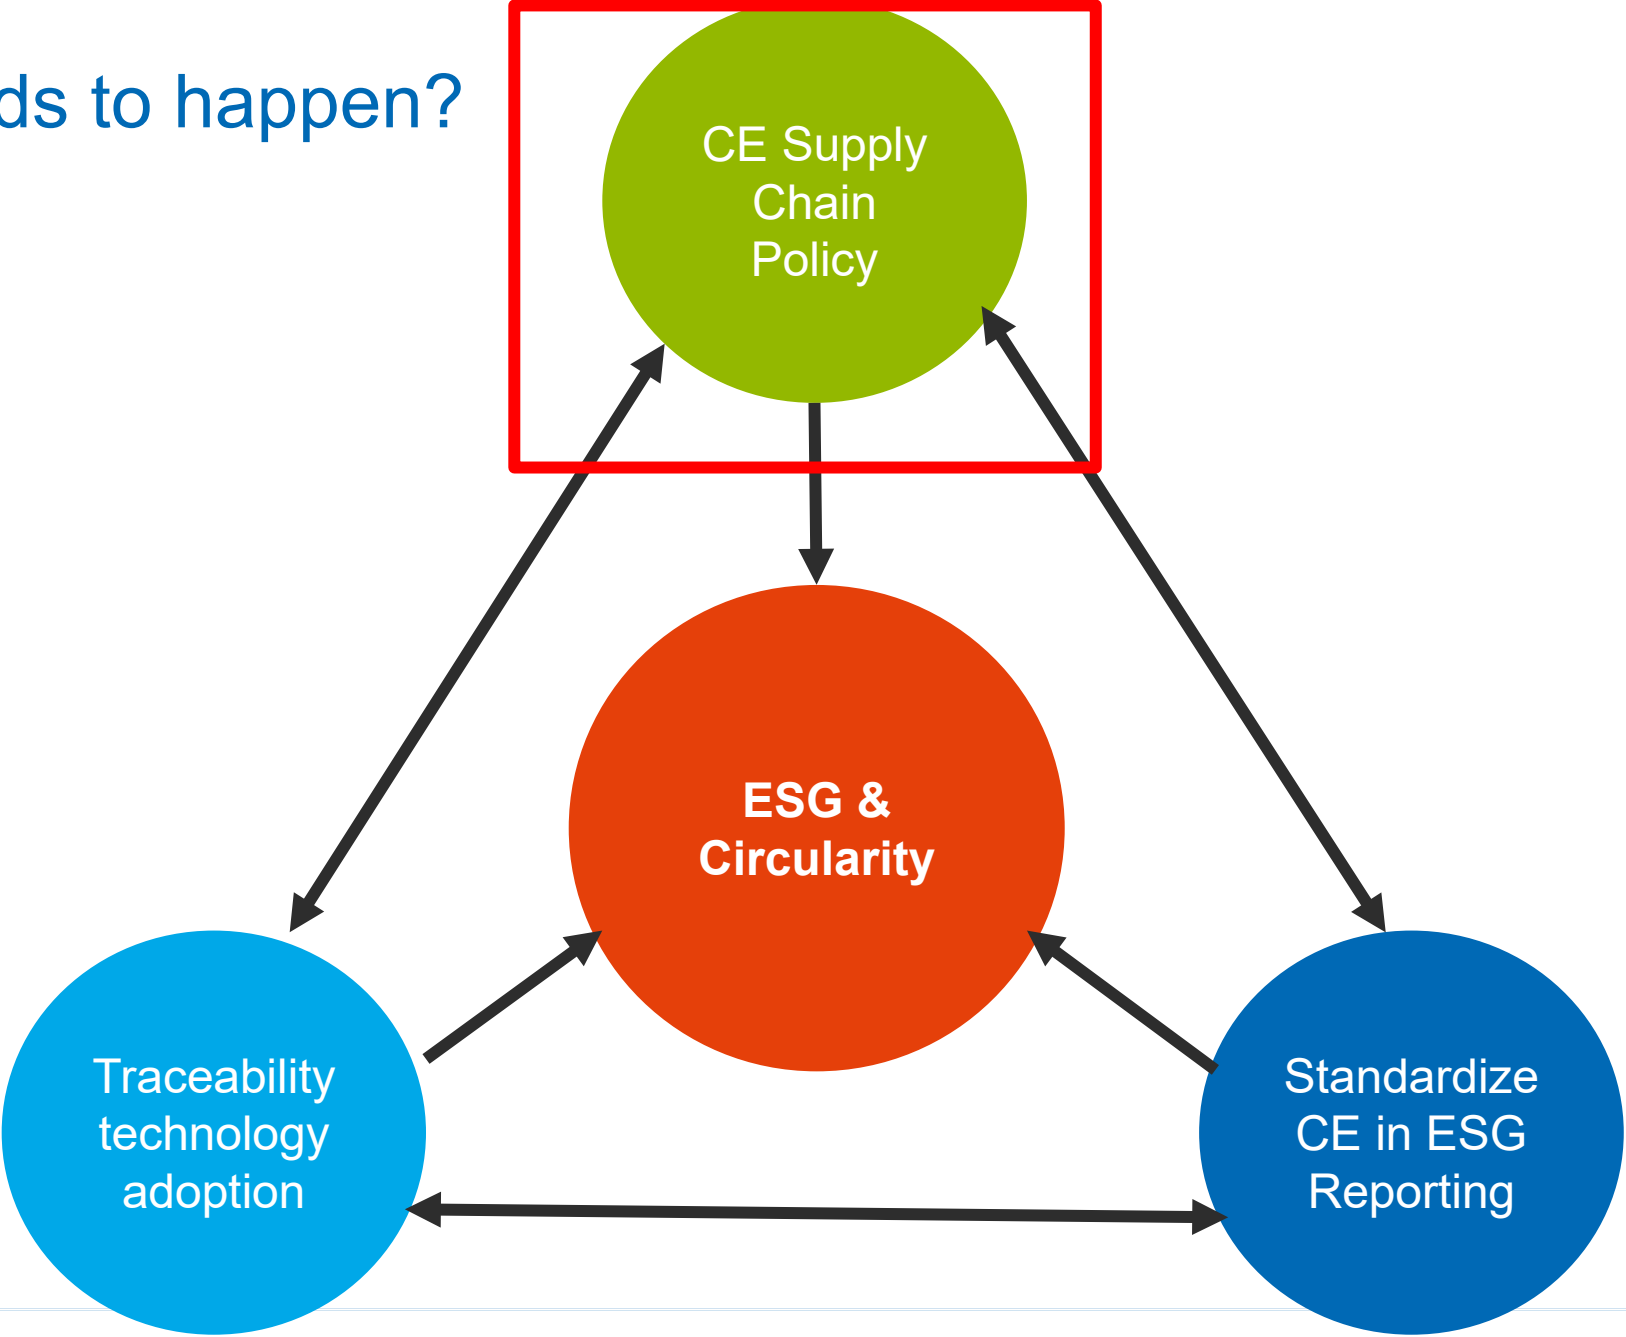 ds to happen?
CE Supply
Chain
Policy
ESG &
Circularity
Traceability
technology
adoption
Standardize
CE in ESG
Reporting